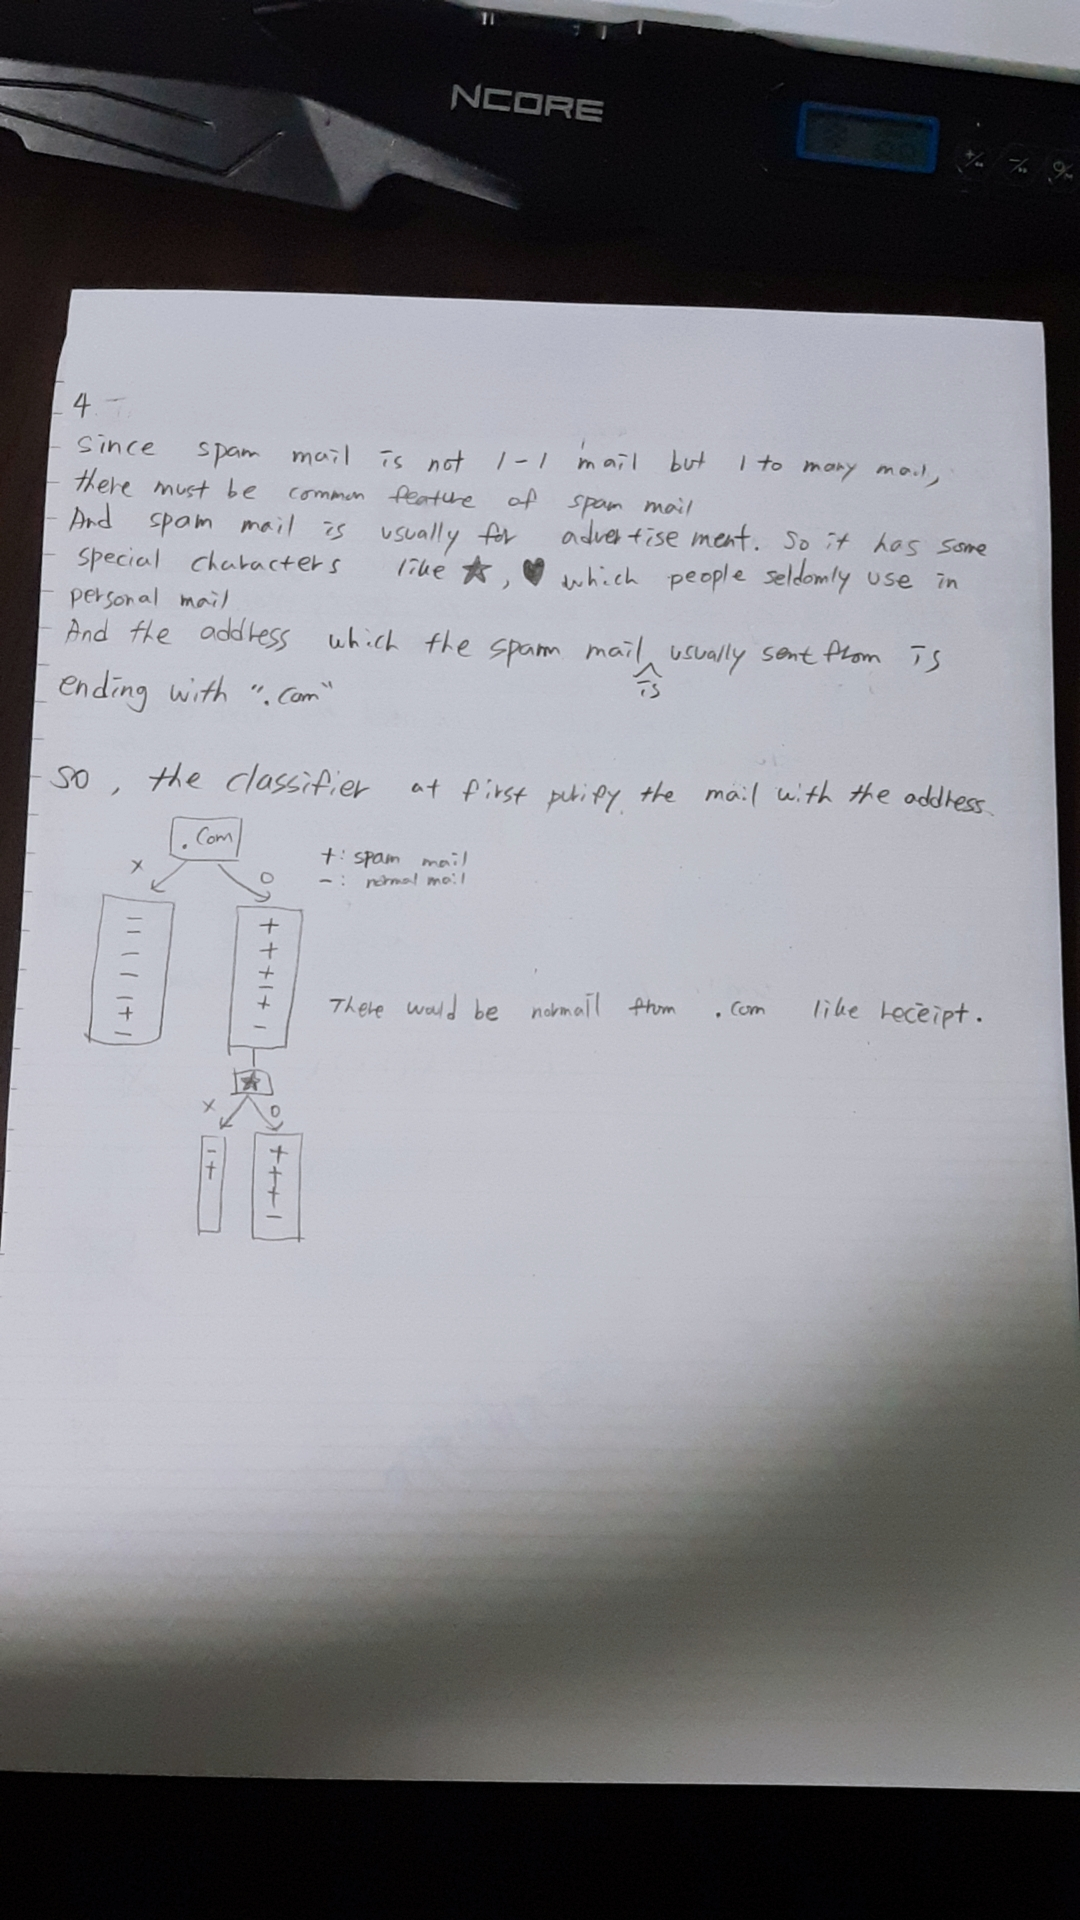 NCORE
4
Since spam mail is not 1-1 mail but 1 to many mail,
there must be common feature of spam mail
And spam mail is usually for advertisement. So it has some
special characters like ★, ♥ which people seldomly use in
personal mail
And the address which the spam mail is usually sent from is
ending with ".com"
So, the classifier at first purify the mail with the address
.com
X
O
+: spam mail
-: normal mail
-
-
-
-
-
+
-
+
+
+
-
+
-
There would be normail from .com like receipt.
★
X
O
-
+
+
+
+
-